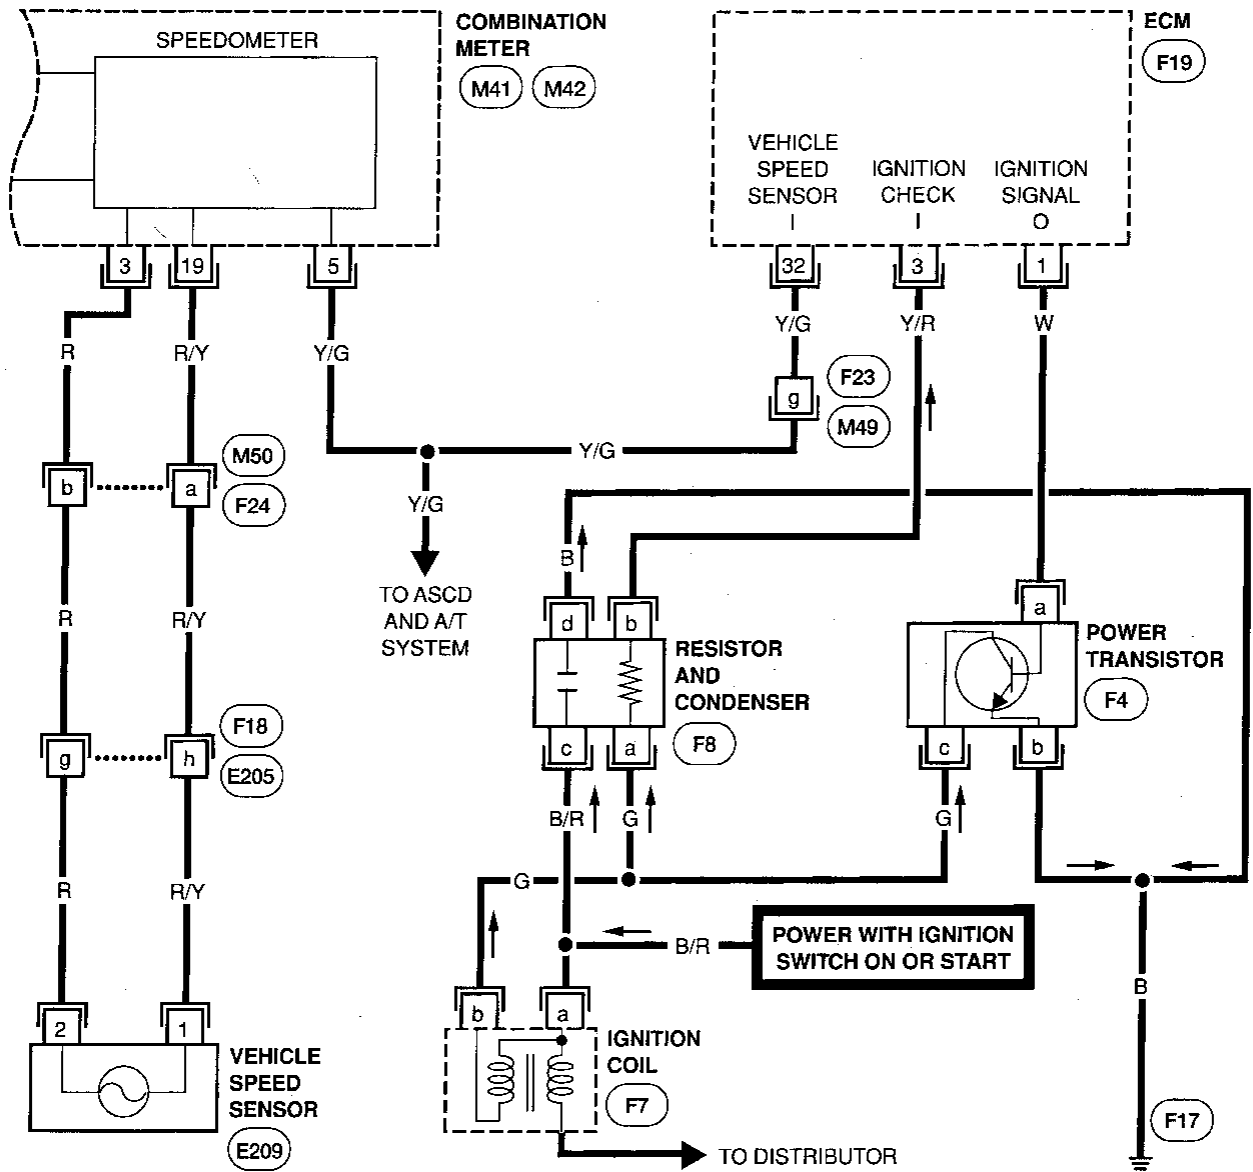 COMBINATION
METER
M41 M42
SPEEDOMETER
ECM
F19
VEHICLE
SPEED
SENSOR
I
IGNITION
CHECK
I
IGNITION
SIGNAL
O
3 19 5 32 3 1
R R/Y Y/G Y/G Y/R W
g
F23
M49
Y/G
Y/G
M50
F24
b a
TO ASCD
AND A/T
SYSTEM
B
d b
RESISTOR
AND
CONDENSER
F8
c a
a
POWER
TRANSISTOR
F4
c b
R R/Y
F18
E205
g h
B/R G G
G
R R/Y
B/R
POWER WITH IGNITION
SWITCH ON OR START
B
b a
IGNITION
COIL
F7
2 1
VEHICLE
SPEED
SENSOR
E209
F17
TO DISTRIBUTOR